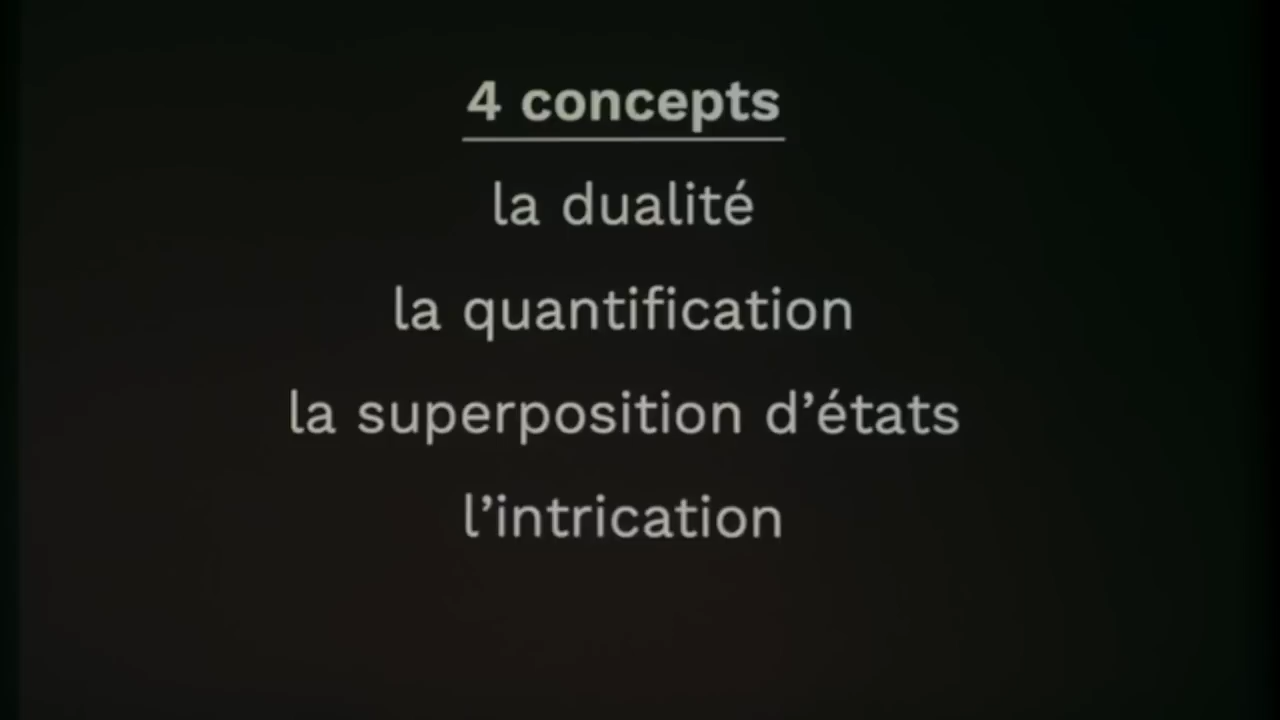 4 concepts
la dualité
la quantification
la superposition d’états
l’intrication